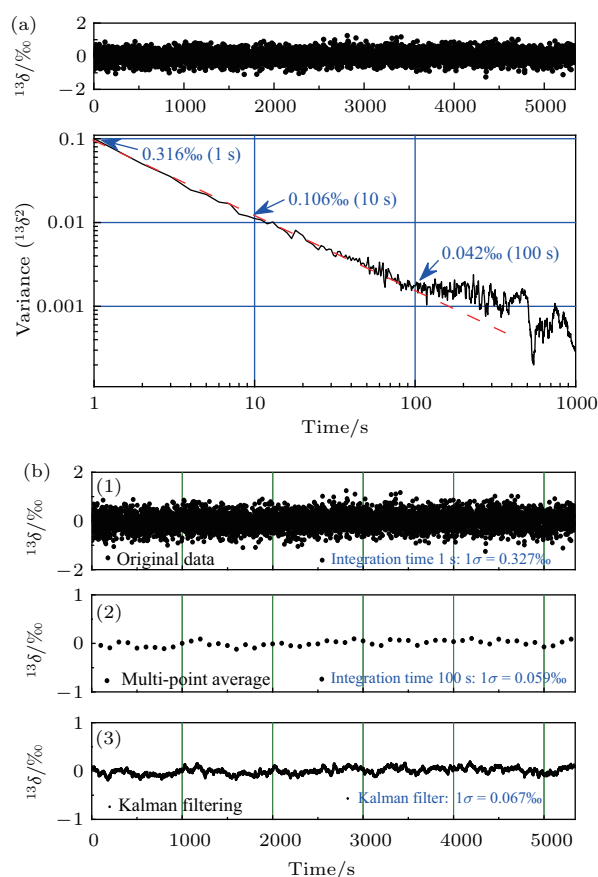 (a)
¹³δ/‰
2
0
−2
0 1000 2000 3000 4000 5000
0.1
0.01
0.001
Variance (¹³δ²)
0.316‰ (1 s)
0.106‰ (10 s)
0.042‰ (100 s)
1 10 100 1000
Time/s
(b)
¹³δ/‰
2
0
−2
(1)
Original data
Integration time 1 s: 1σ = 0.327‰
¹³δ/‰
1
0
−1
(2)
Multi-point average
Integration time 100 s: 1σ = 0.059‰
¹³δ/‰
1
0
−1
(3)
Kalman filtering
Kalman filter: 1σ = 0.067‰
0 1000 2000 3000 4000 5000
Time/s